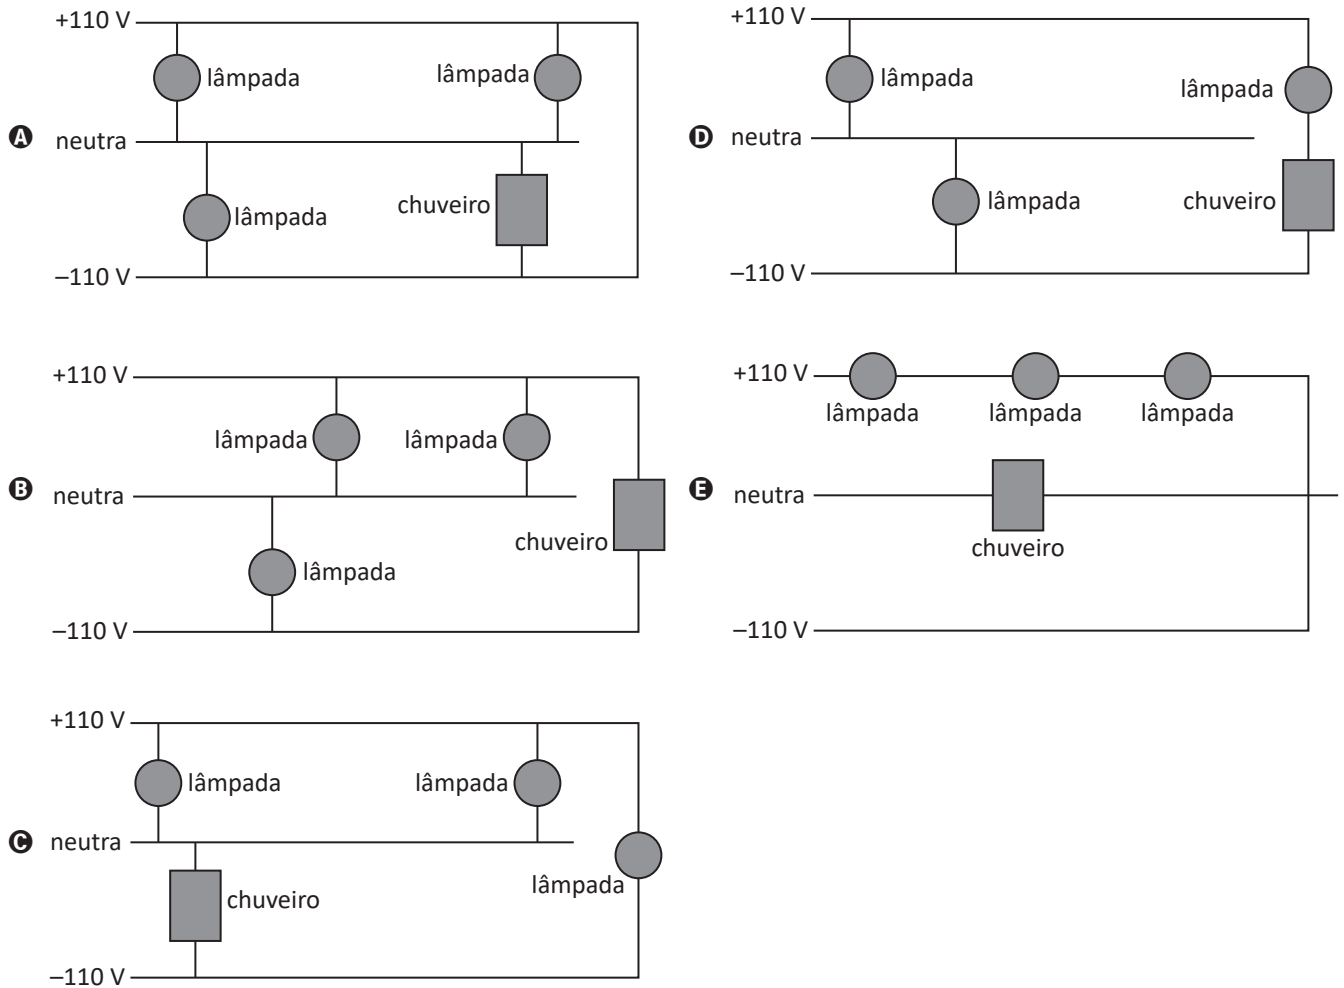 +110 V
lâmpada lâmpada
A neutra
lâmpada chuveiro
–110 V
+110 V
lâmpada lâmpada
B neutra
chuveiro
lâmpada
–110 V
+110 V
lâmpada lâmpada
C neutra
lâmpada
chuveiro
–110 V
+110 V
lâmpada lâmpada
D neutra
lâmpada chuveiro
–110 V
+110 V
lâmpada lâmpada lâmpada
E neutra
chuveiro
–110 V